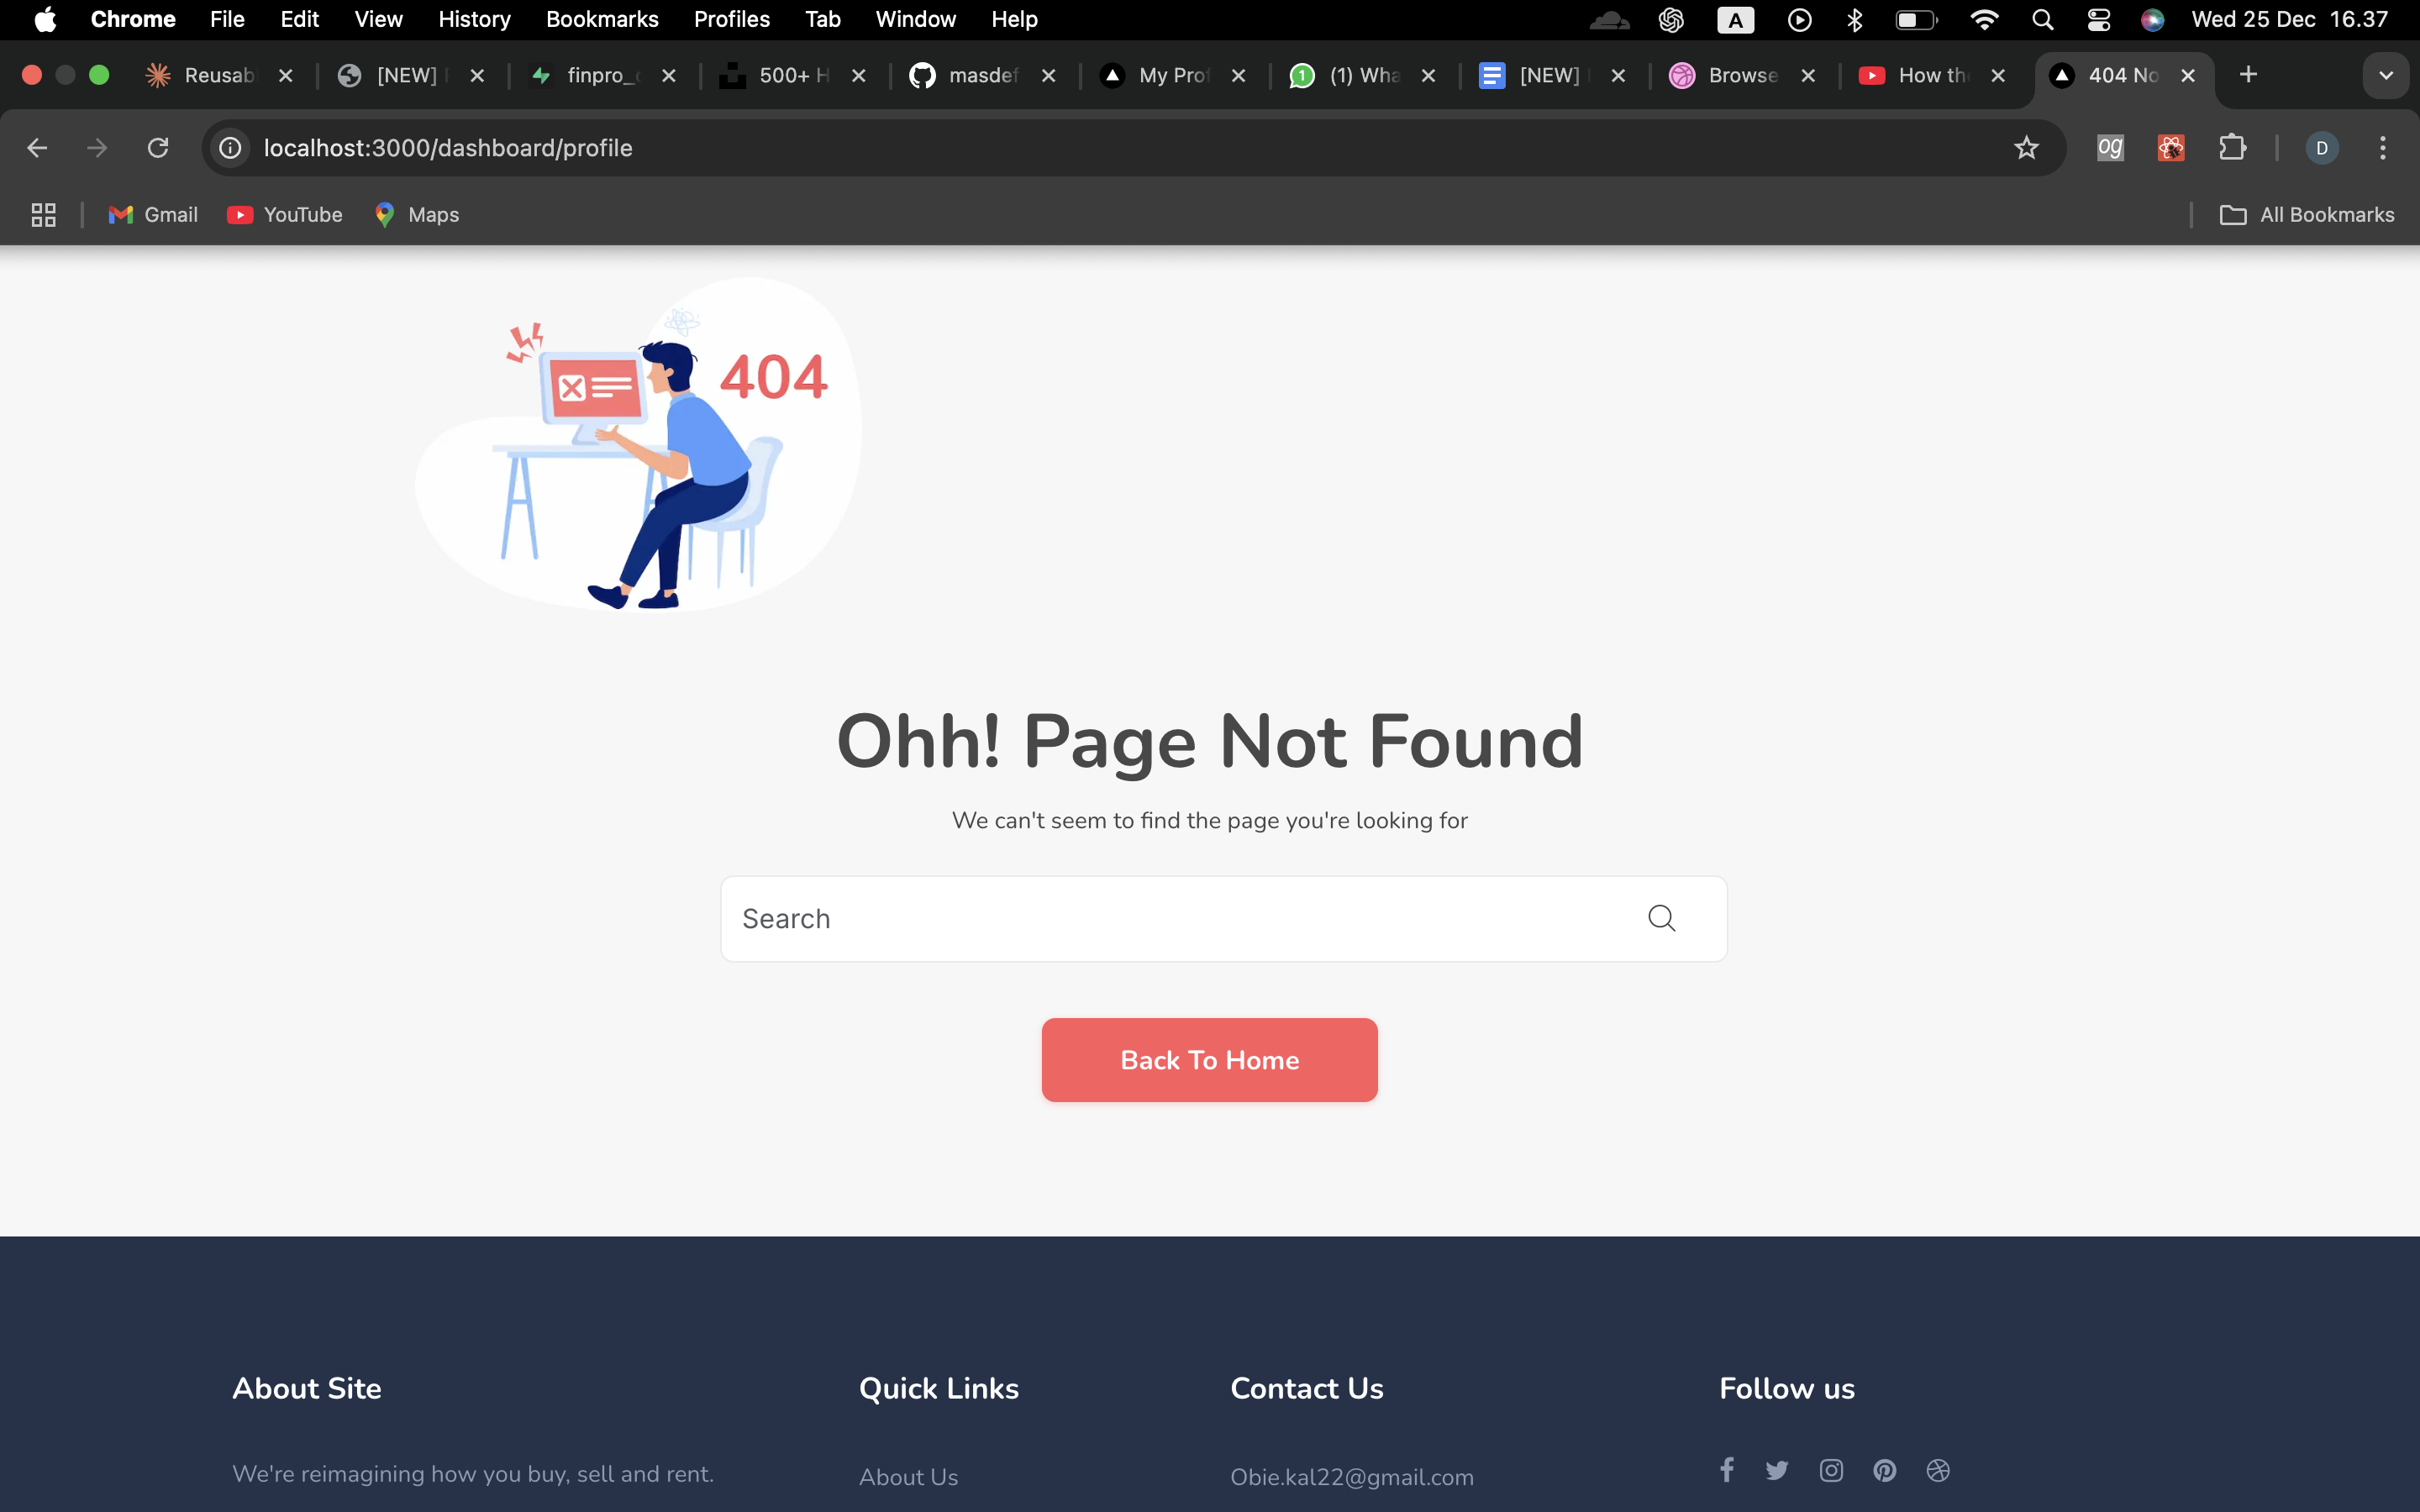 Chrome File Edit View History Bookmarks Profiles Tab Window Help A Wed 25 Dec 16.37
Reusab [NEW] finpro_ 500+ H masdef My Prof (1) Wha [NEW] Browse How the 404 No
localhost:3000/dashboard/profile og D
Gmail YouTube Maps All Bookmarks
404
Ohh! Page Not Found
We can't seem to find the page you're looking for
Search
Back To Home
About Site Quick Links Contact Us Follow us
We're reimagining how you buy, sell and rent. About Us Obie.kal22@gmail.com